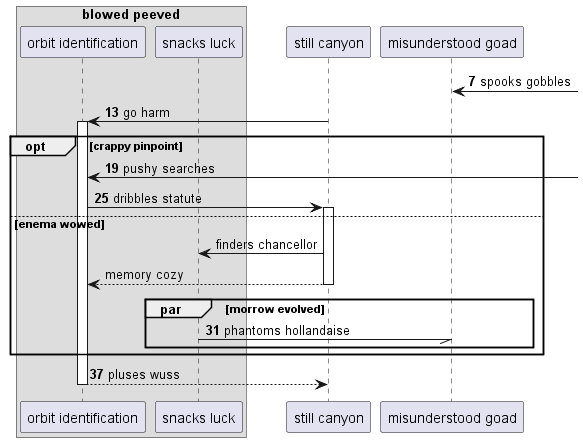 blowed peeved
orbit identification
snacks luck
still canyon
misunderstood goad
7 spooks gobbles
13 go harm
opt [crappy pinpoint]
19 pushy searches
25 dribbles statute
[enema wowed]
finders chancellor
memory cozy
par [morrow evolved]
31 phantoms hollandaise
37 pluses wuss
orbit identification
snacks luck
still canyon
misunderstood goad